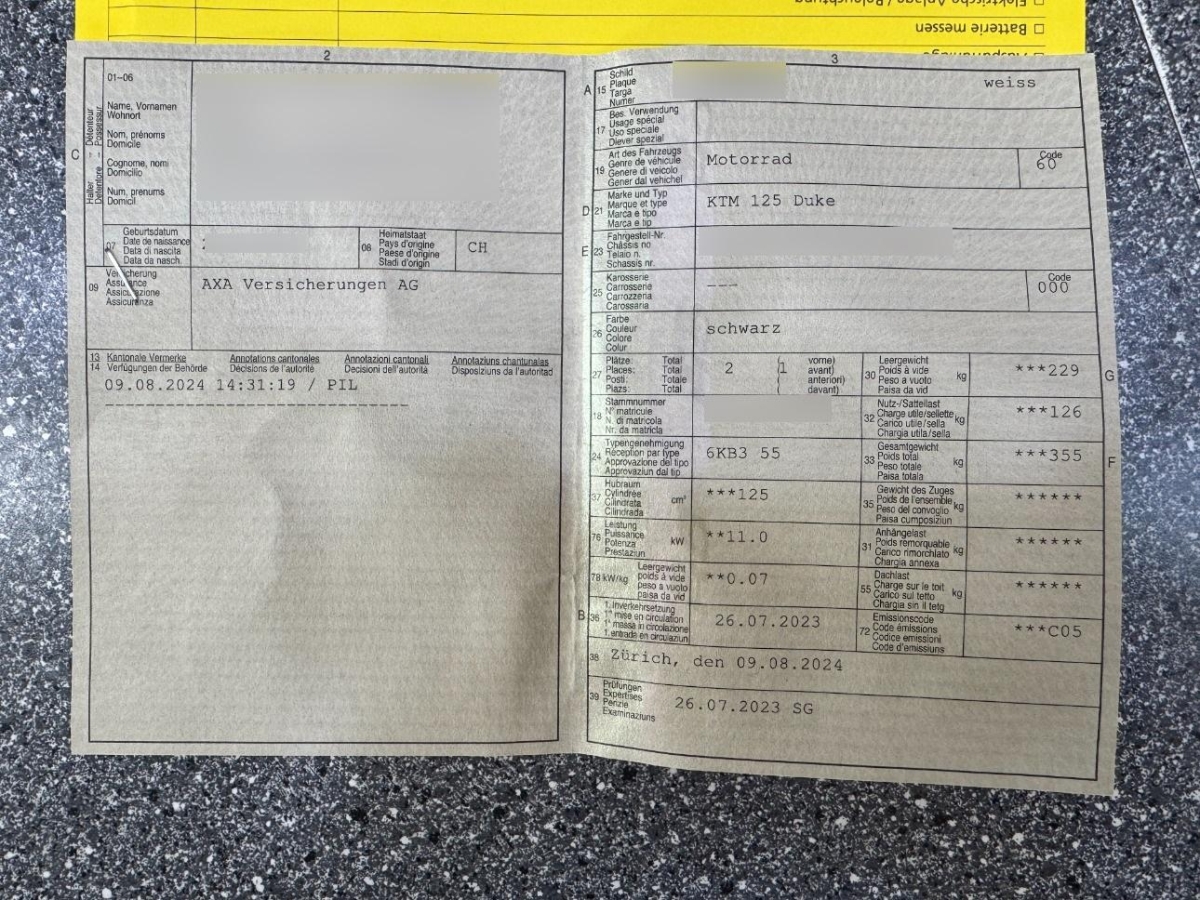 Elektrische Anlage / Beleuchtung
Batterie messen
2
01–06
Name, Vornamen
Wohnort
Nom, prénoms
Domicile
Cognome, nomi
Domicilio
Num, prenums
Domicil
C
Halter – Détenteur
Détentore – Possessur
07
Geburtsdatum
Date de naissance
Data di nascita
Data da nasch.
08
Heimatstaat
Pays d'origine
Paese d'origine
Stadi d'origin
CH
09
Versicherung
Assurance
Assicurazione
Assicuranza
AXA Versicherungen AG
13 Kantonale Vermerke Annotations cantonales Annotazioni cantonali Annotaziuns chantunalas
14 Verfügungen der Behörde Décisions de l'autorité Decisioni dell'autorità Disposiziuns da l'autoritad
09.08.2024 14:31:19 / PIL
3
A 15
Schild
Plaque
Targa
Numer
weiss
17
Bes. Verwendung
Usage spécial
Uso speciale
Diever spezial
19
Art des Fahrzeugs
Genre de véhicule
Genere di veicolo
Gener dal vehichel
Motorrad
Code
60
D 21
Marke und Typ
Marque et type
Marca e tipo
Marca e tip
KTM 125 Duke
E 23
Fahrgestell-Nr.
Châssis no
Telaio n.
Schassis nr.
25
Karosserie
Carrosserie
Carrozzeria
Carossaria
---
Code
000
26
Farbe
Couleur
Colore
Colur
schwarz
27
Plätze: Total
Places: Total
Posti: Totale
Plazs: Total
2 (1 vorne)
( avant)
( anteriori)
( davant)
30
Leergewicht
Poids à vide
Peso a vuoto
Paisa da vid
kg
***229
G
18
Stammnummer
N° matricule
N. di matricola
Nr. da matricla
32
Nutz-/Sattellast
Charge utile/sellette
Carico utile/sella
Chargia utila/sella
kg
***126
24
Typengenehmigung
Réception par type
Approvazione del tipo
Approvaziun dal tip
6KB3 55
33
Gesamtgewicht
Poids total
Peso totale
Paisa totala
kg
***355
F
37
Hubraum
Cylindrée
Cilindrata
Cilindrada
cm³
***125
35
Gewicht des Zuges
Poids de l'ensemble
Peso del convoglio
Paisa cumposiziun
kg
******
76
Leistung
Puissance
Potenza
Prestaziun
kW
**11.0
31
Anhängelast
Poids remorquable
Carico rimorchiato
Chargia annexa
kg
******
78 kW/kg
Leergewicht
poids à vide
peso a vuoto
paisa da vid
**0.07
55
Dachlast
Charge sur le toit
Carico sul tetto
Chargia sin il tetg
kg
******
B 36
1. Inverkehrsetzung
1re mise en circulation
1a messa in circolazione
1. entrada en circulaziun
26.07.2023
72
Emissionscode
Code émissions
Codice emissioni
Code d'emissiuns
***C05
38
Zürich, den 09.08.2024
39
Prüfungen
Expertises
Perizie
Examinaziuns
26.07.2023 SG